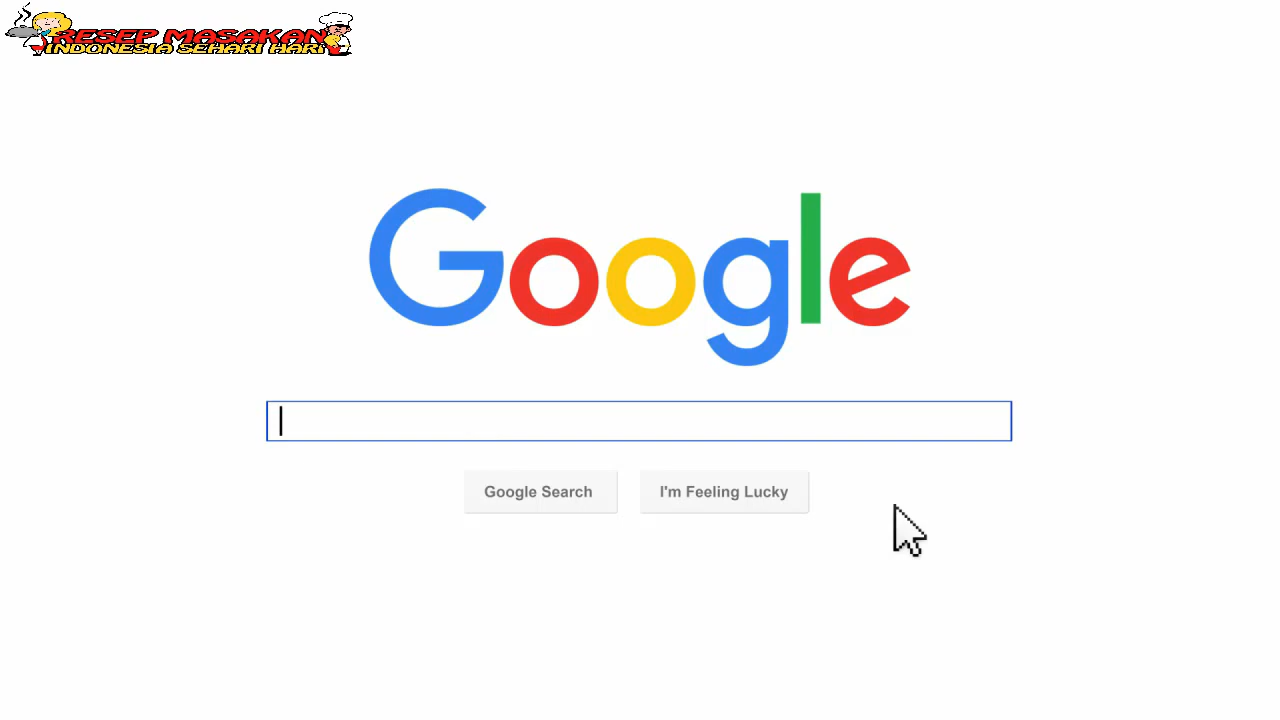 RESEP MASAKAN
INDONESIA SEHARI HARI
Google
Google Search
I'm Feeling Lucky